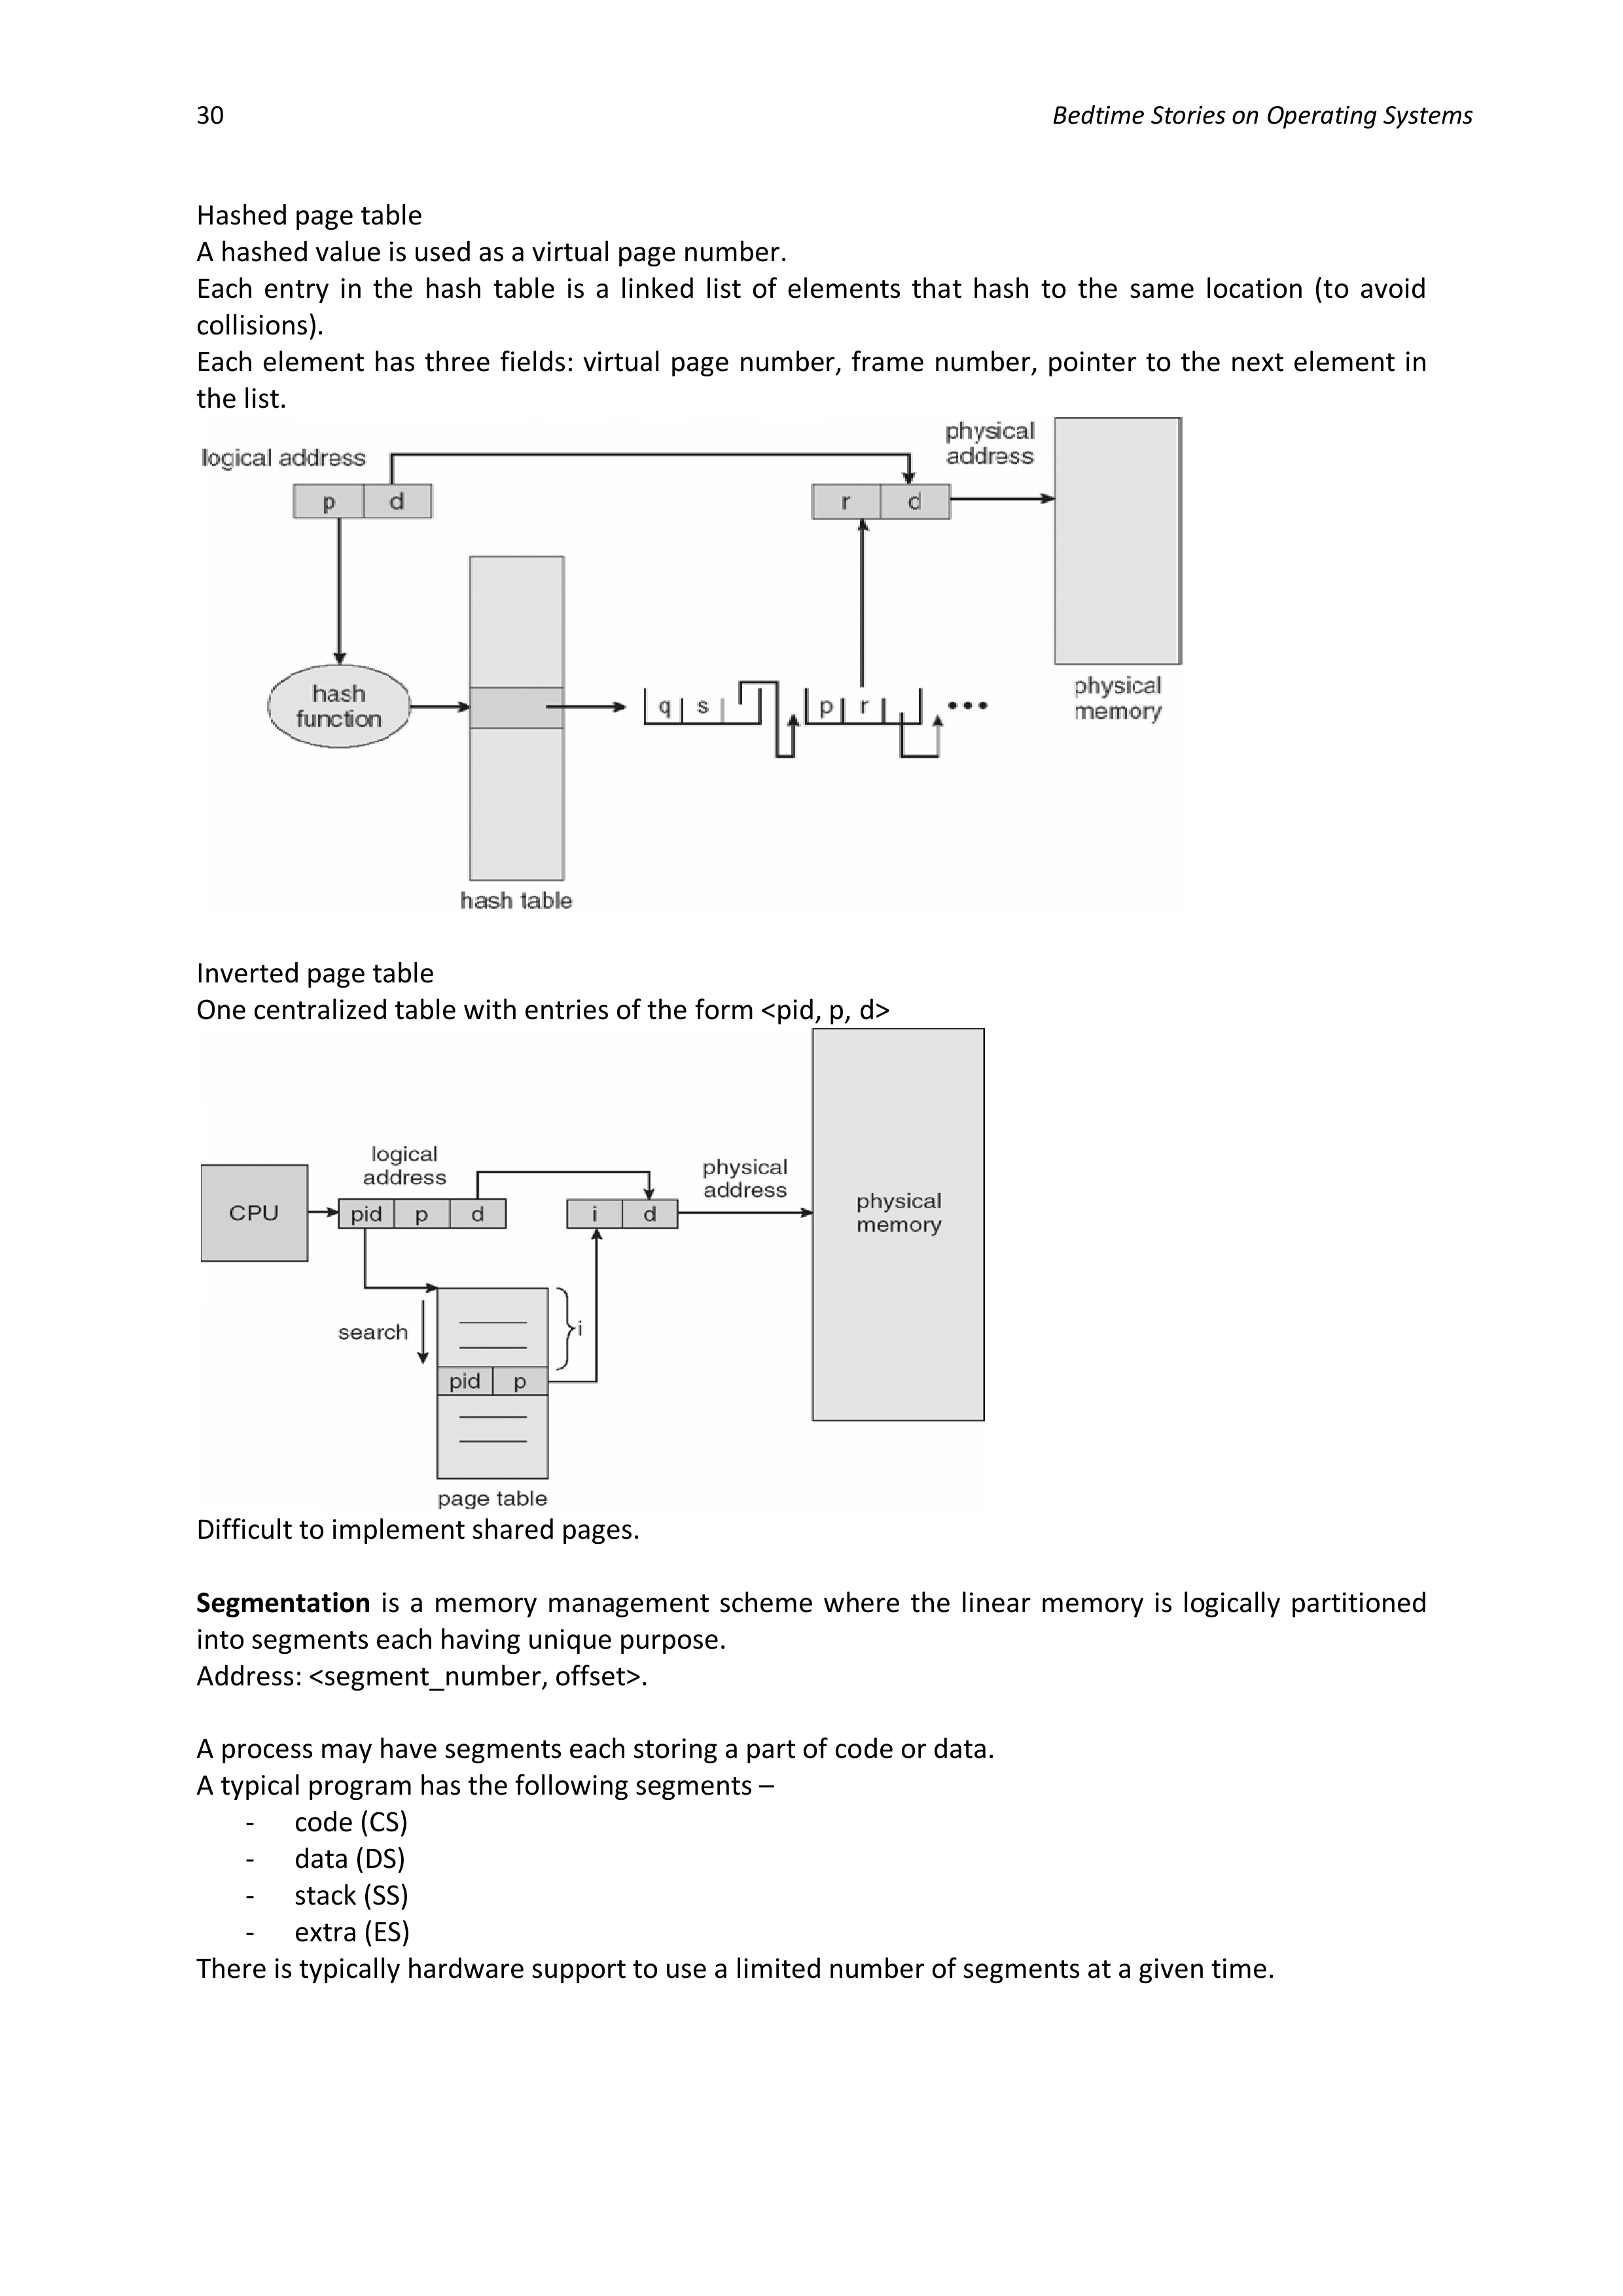 30 Bedtime Stories on Operating Systems
Hashed page table
A hashed value is used as a virtual page number.
Each entry in the hash table is a linked list of elements that hash to the same location (to avoid
collisions).
Each element has three fields: virtual page number, frame number, pointer to the next element in
the list.
logical address
physical
address
p d
r d
hash
function
q s
p r
•••
physical
memory
hash table
Inverted page table
One centralized table with entries of the form <pid, p, d>
logical
address
physical
address
CPU
pid p d
i d
physical
memory
search
i
pid p
page table
Difficult to implement shared pages.
Segmentation is a memory management scheme where the linear memory is logically partitioned
into segments each having unique purpose.
Address: <segment_number, offset>.
A process may have segments each storing a part of code or data.
A typical program has the following segments –
- code (CS)
- data (DS)
- stack (SS)
- extra (ES)
There is typically hardware support to use a limited number of segments at a given time.